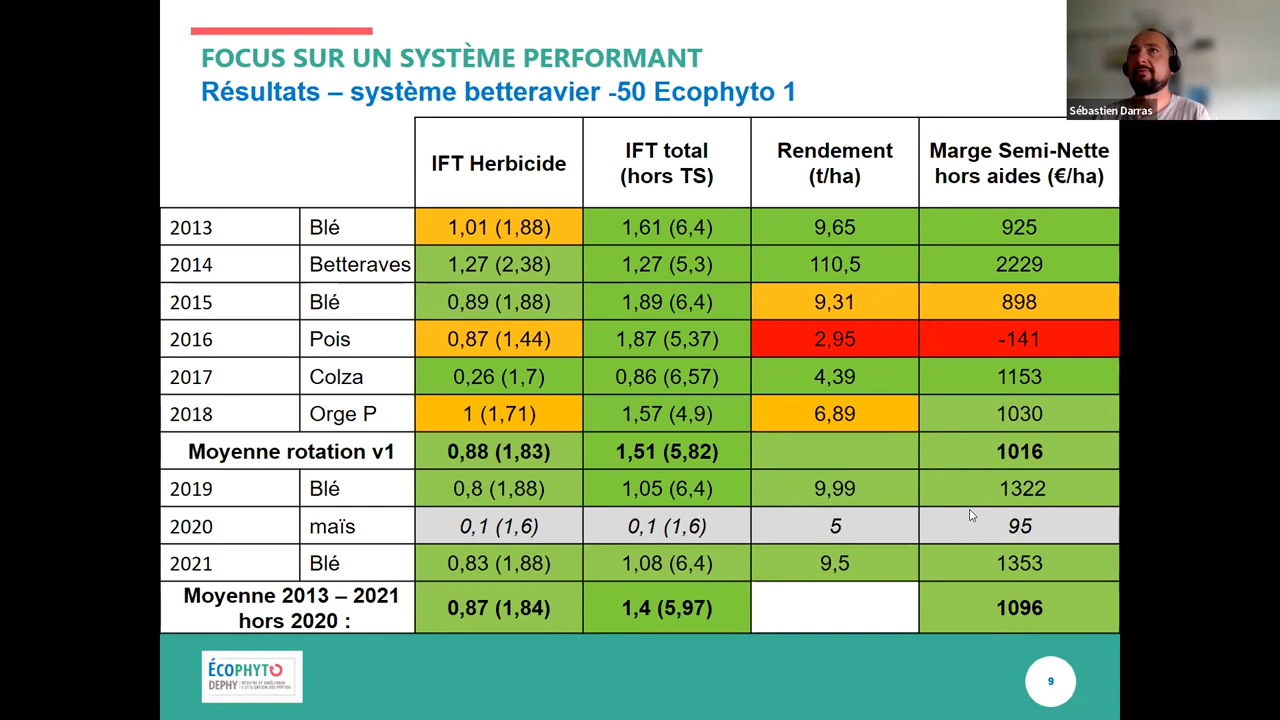 FOCUS SUR UN SYSTÈME PERFORMANT
Résultats – système betteravier -50 Ecophyto 1
Sébastien Darras
IFT Herbicide
IFT total
(hors TS)
Rendement
(t/ha)
Marge Semi-Nette
hors aides (€/ha)
2013 Blé 1,01 (1,88) 1,61 (6,4) 9,65 925
2014 Betteraves 1,27 (2,38) 1,27 (5,3) 110,5 2229
2015 Blé 0,89 (1,88) 1,89 (6,4) 9,31 898
2016 Pois 0,87 (1,44) 1,87 (5,37) 2,95 -141
2017 Colza 0,26 (1,7) 0,86 (6,57) 4,39 1153
2018 Orge P 1 (1,71) 1,57 (4,9) 6,89 1030
Moyenne rotation v1 0,88 (1,83) 1,51 (5,82) 1016
2019 Blé 0,8 (1,88) 1,05 (6,4) 9,99 1322
2020 maïs 0,1 (1,6) 0,1 (1,6) 5 95
2021 Blé 0,83 (1,88) 1,08 (6,4) 9,5 1353
Moyenne 2013 – 2021
hors 2020 : 0,87 (1,84) 1,4 (5,97) 1096
ÉCOPHYTO
DEPHY
9